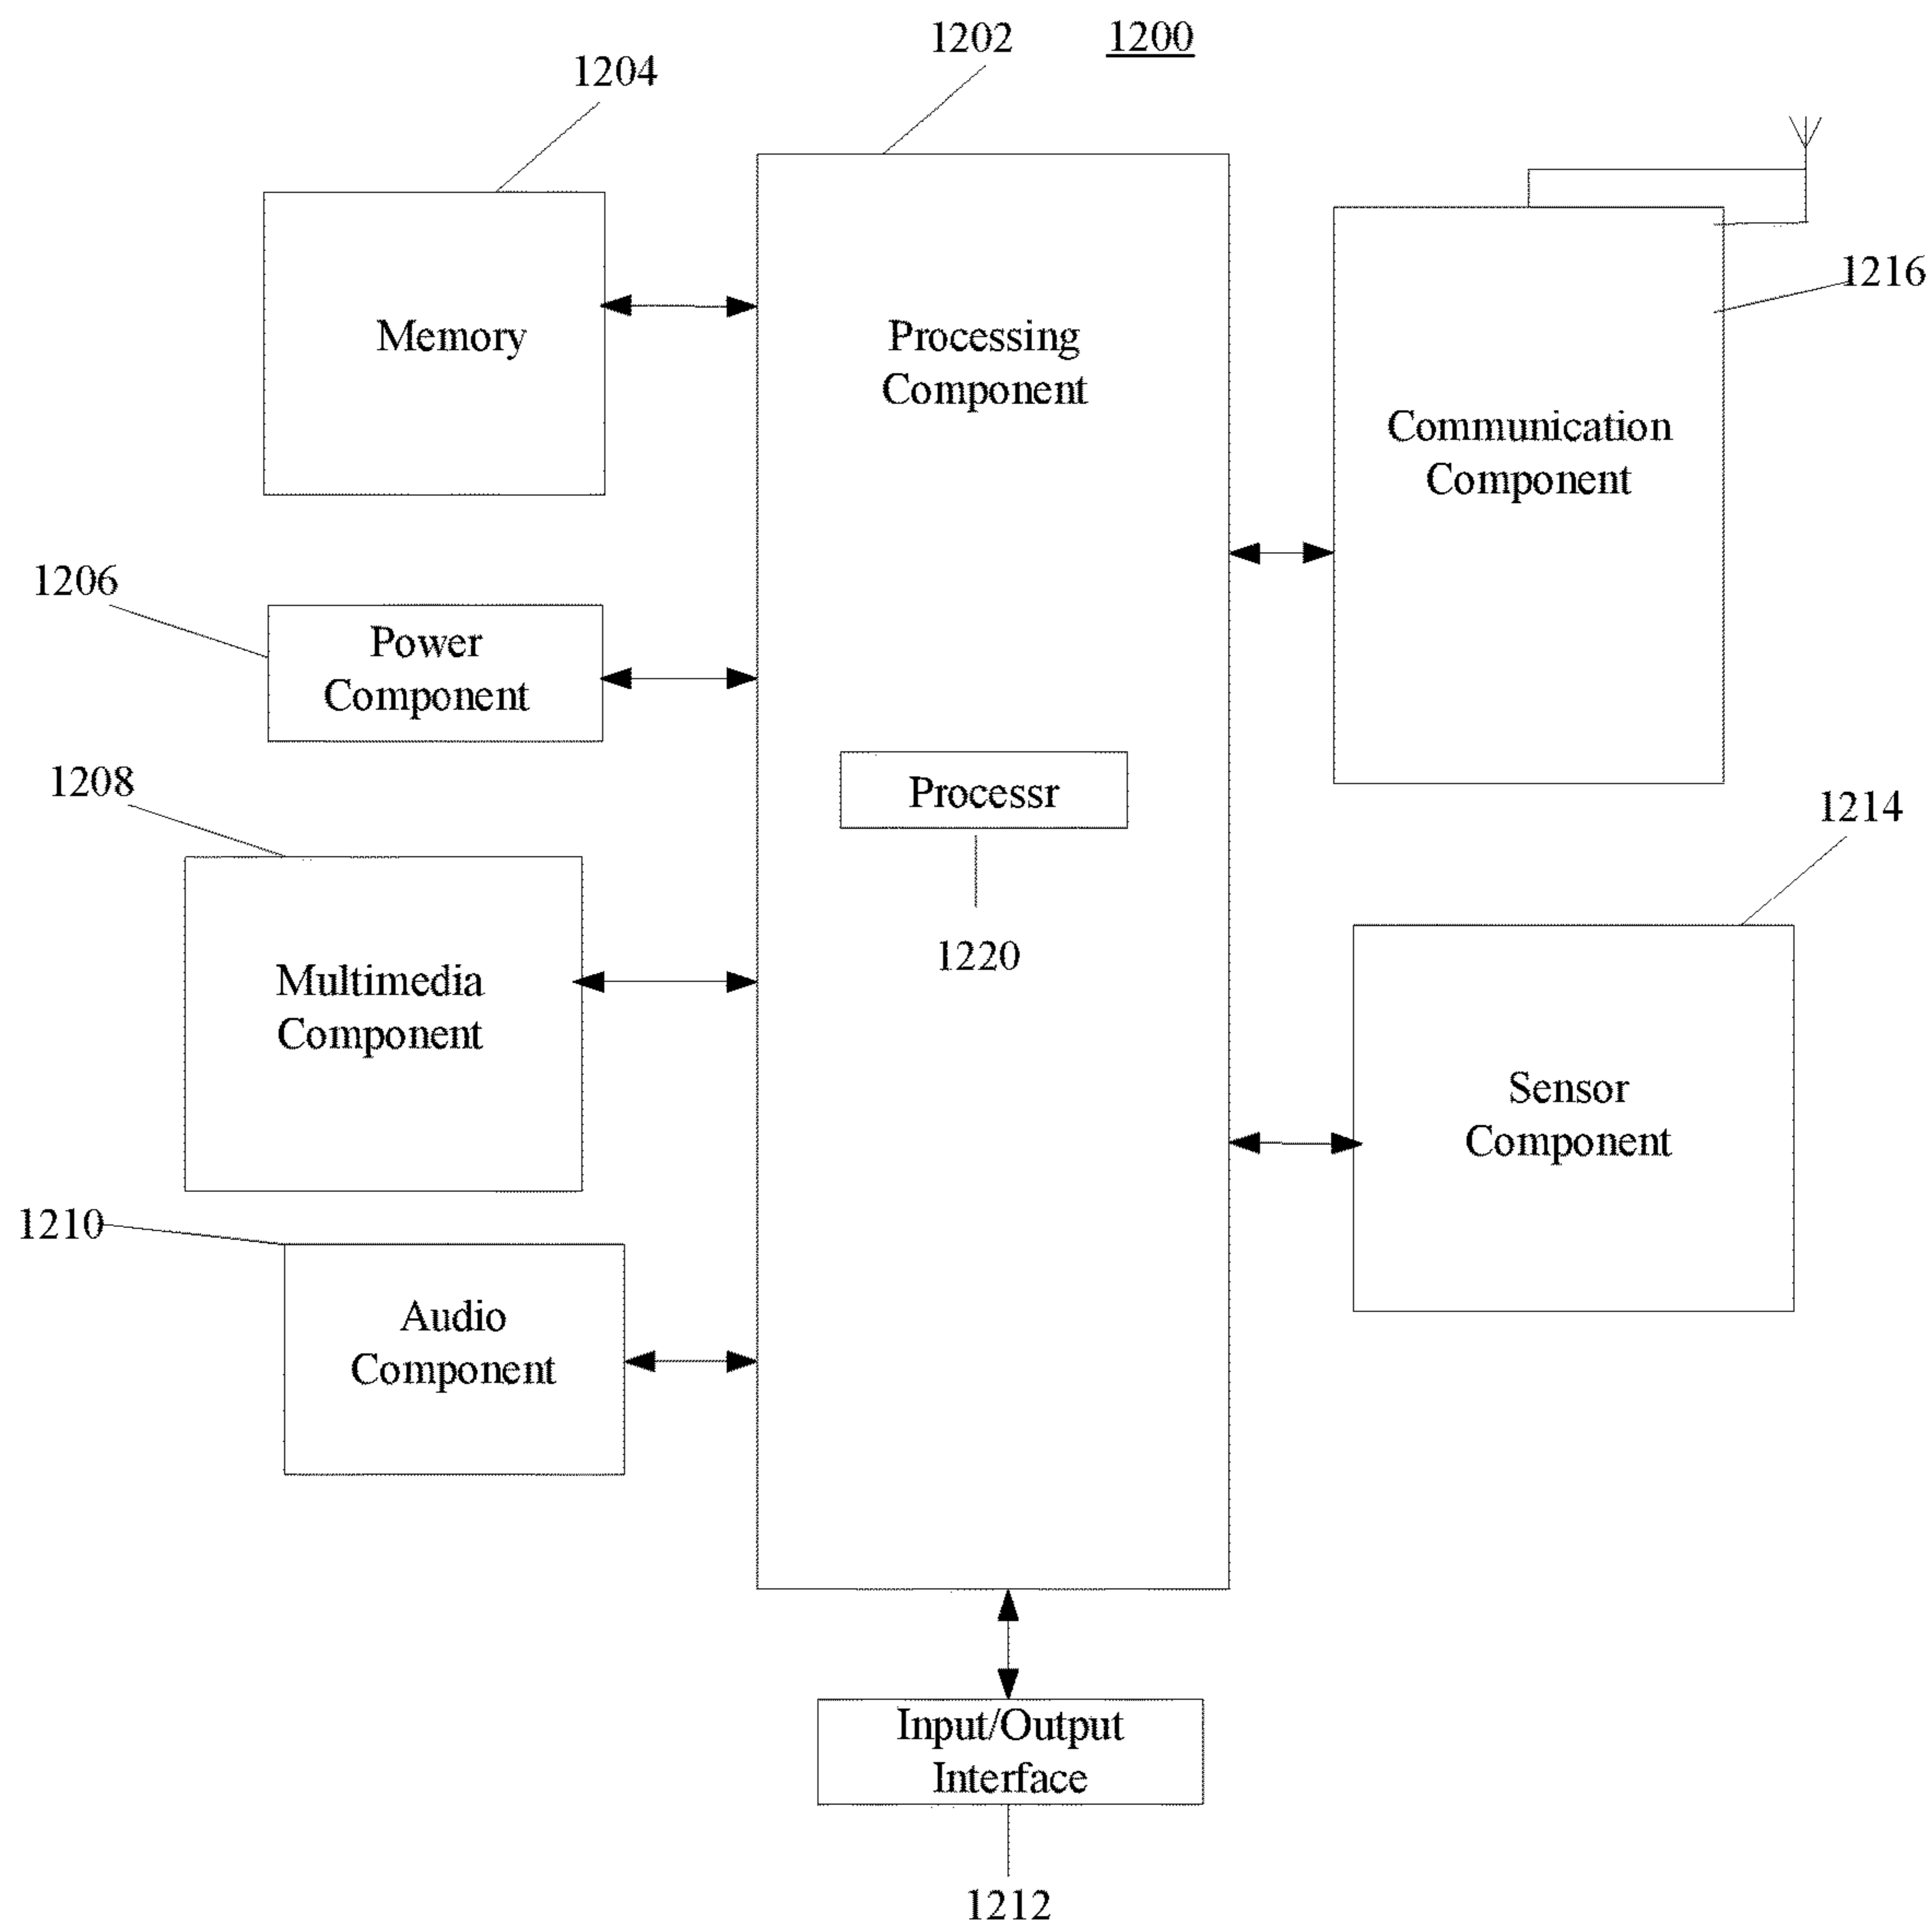 1202
1200
1204
1216
Memory
Processing
Component
Communication
Component
1206
Power
Component
1208
Processr
1214
1220
Multimedia
Component
Sensor
Component
1210
Audio
Component
Input/Output
Interface
1212